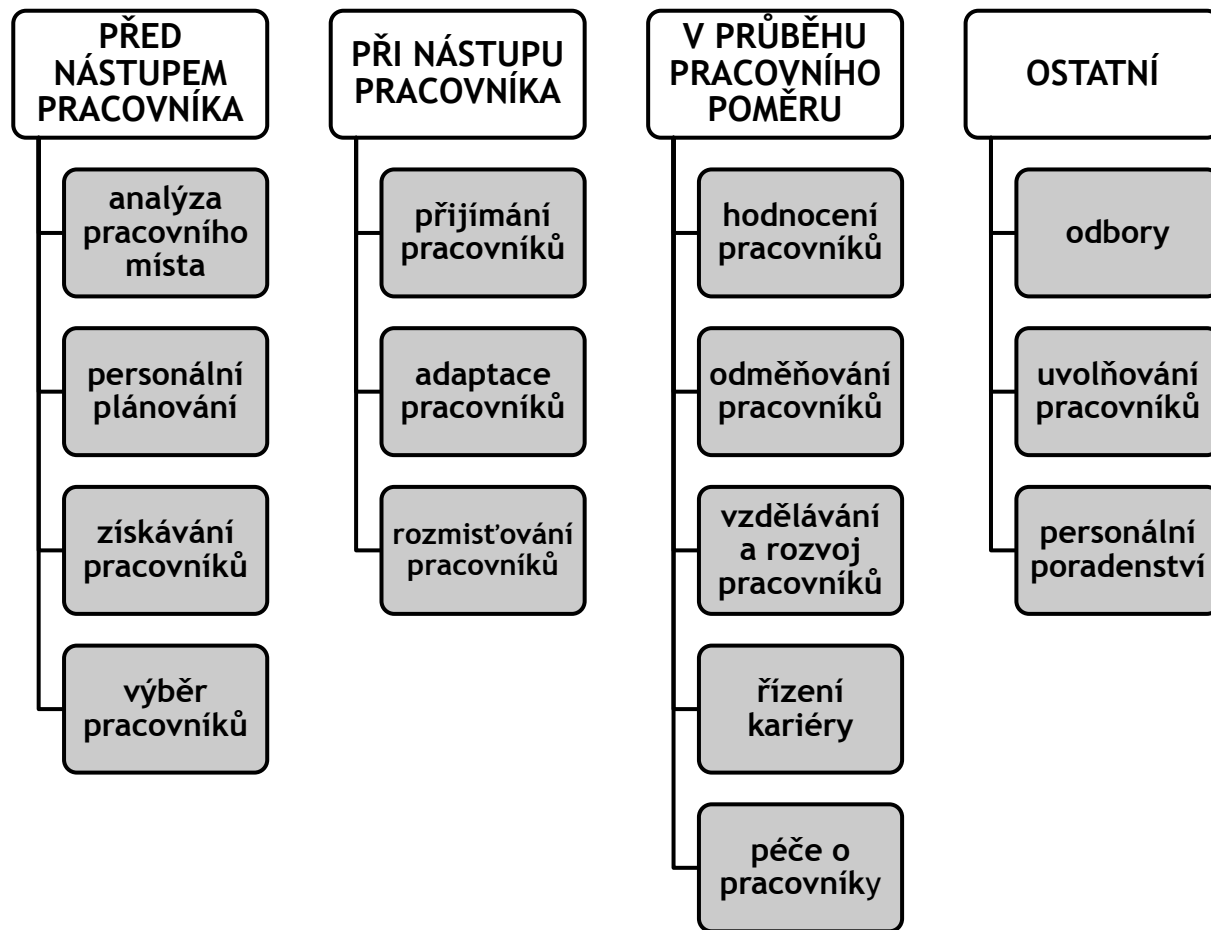 PŘED
NÁSTUPEM
PRACOVNÍKA
analýza
pracovního
místa
personální
plánování
získávání
pracovníků
výběr
pracovníků
PŘI NÁSTUPU
PRACOVNÍKA
přijímání
pracovníků
adaptace
pracovníků
rozmisťování
pracovníků
V PRŮBĚHU
PRACOVNÍHO
POMĚRU
hodnocení
pracovníků
odměňování
pracovníků
vzdělávání
a rozvoj
pracovníků
řízení
kariéry
péče o
pracovníky
OSTATNÍ
odbory
uvolňování
pracovníků
personální
poradenství